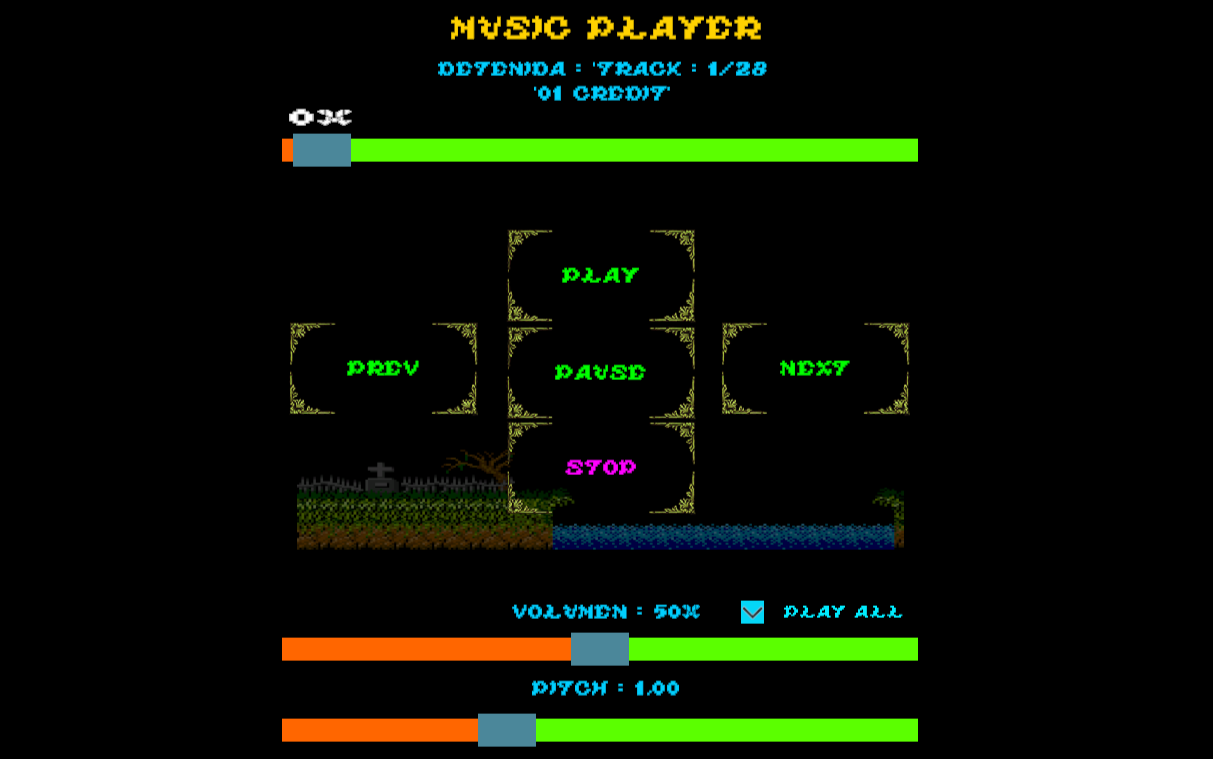 MUSIC PLAYER
DETENIDA : 'TRACK : 1/28
'01 CREDIT'
0%
PLAY
PREV
PAUSE
NEXT
STOP
VOLUMEN : 50% PLAY ALL
PITCH : 1.00